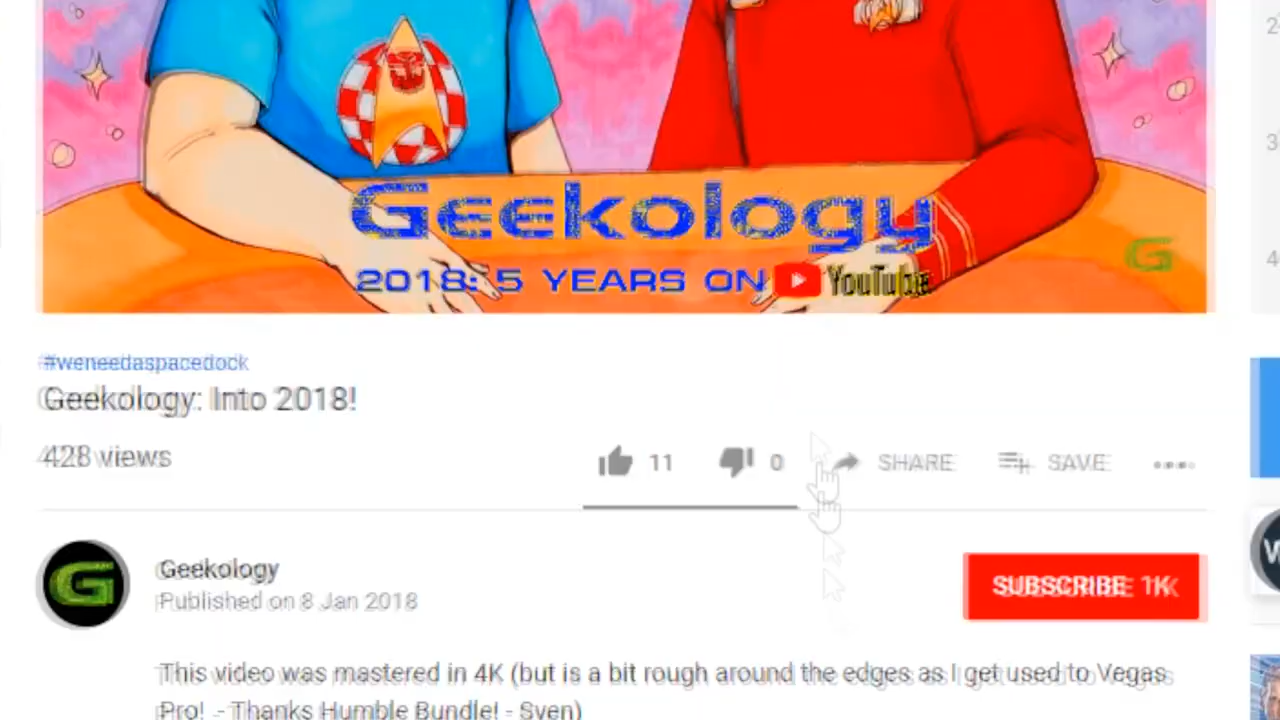 Geekology
2018: 5 YEARS ON YouTube
G
#weneedaspacedock
Geekology: Into 2018!
428 views
11
0
SHARE
SAVE
G
Geekology
Published on 8 Jan 2018
SUBSCRIBE 1K
This video was mastered in 4K (but is a bit rough around the edges as I get used to Vegas
Pro! - Thanks Humble Bundle! - Sven)